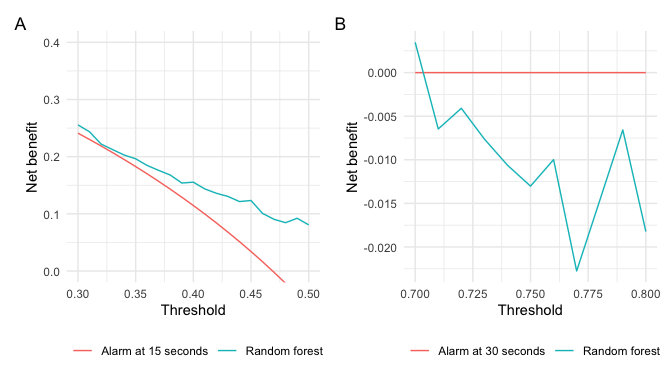 A
Net benefit
0.4
0.3
0.2
0.1
0.0
0.30 0.35 0.40 0.45 0.50
Threshold
Alarm at 15 seconds Random forest
B
Net benefit
0.000
-0.005
-0.010
-0.015
-0.020
0.700 0.725 0.750 0.775 0.800
Threshold
Alarm at 30 seconds Random forest